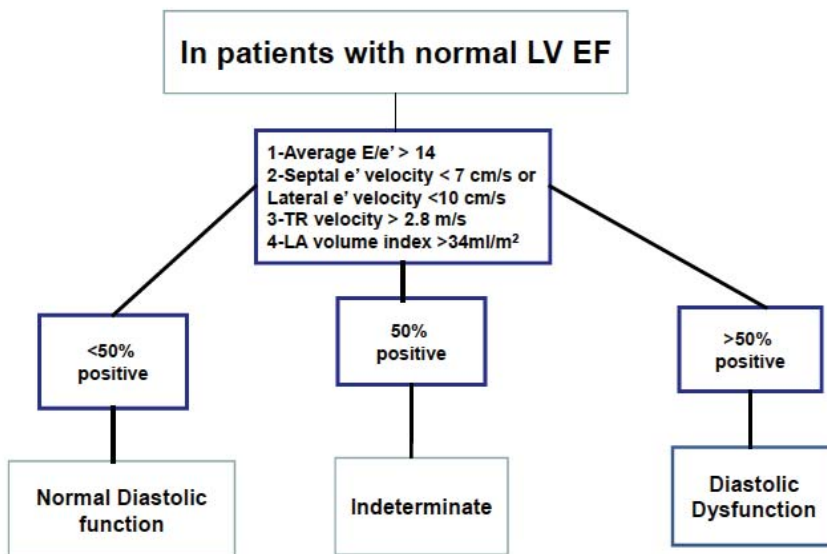 In patients with normal LV EF
1-Average E/e' > 14
2-Septal e' velocity < 7 cm/s or
Lateral e' velocity <10 cm/s
3-TR velocity > 2.8 m/s
4-LA volume index >34ml/m²
<50%
positive
50%
positive
>50%
positive
Normal Diastolic
function
Indeterminate
Diastolic
Dysfunction